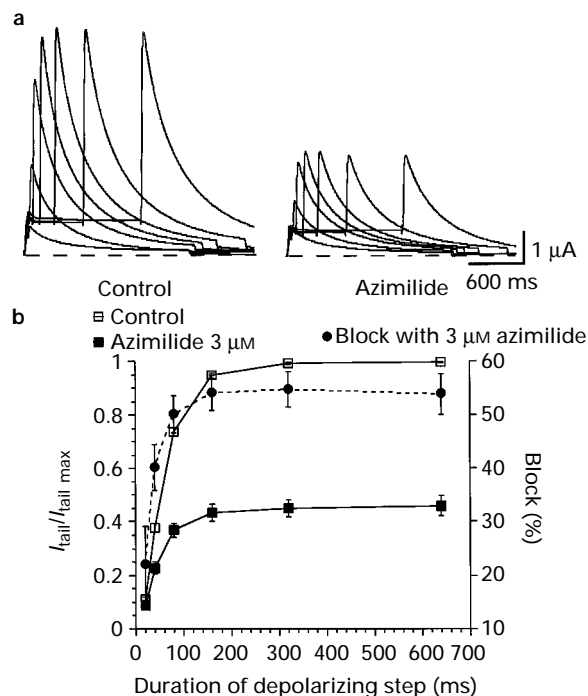 a
1 μA
600 ms
Control
Azimilide
b
Control
Azimilide 3 μM
Block with 3 μM azimilide
1
0.8
0.6
0.4
0.2
0
Itail/Itail max
60
50
40
30
20
10
Block (%)
0 100 200 300 400 500 600 700
Duration of depolarizing step (ms)